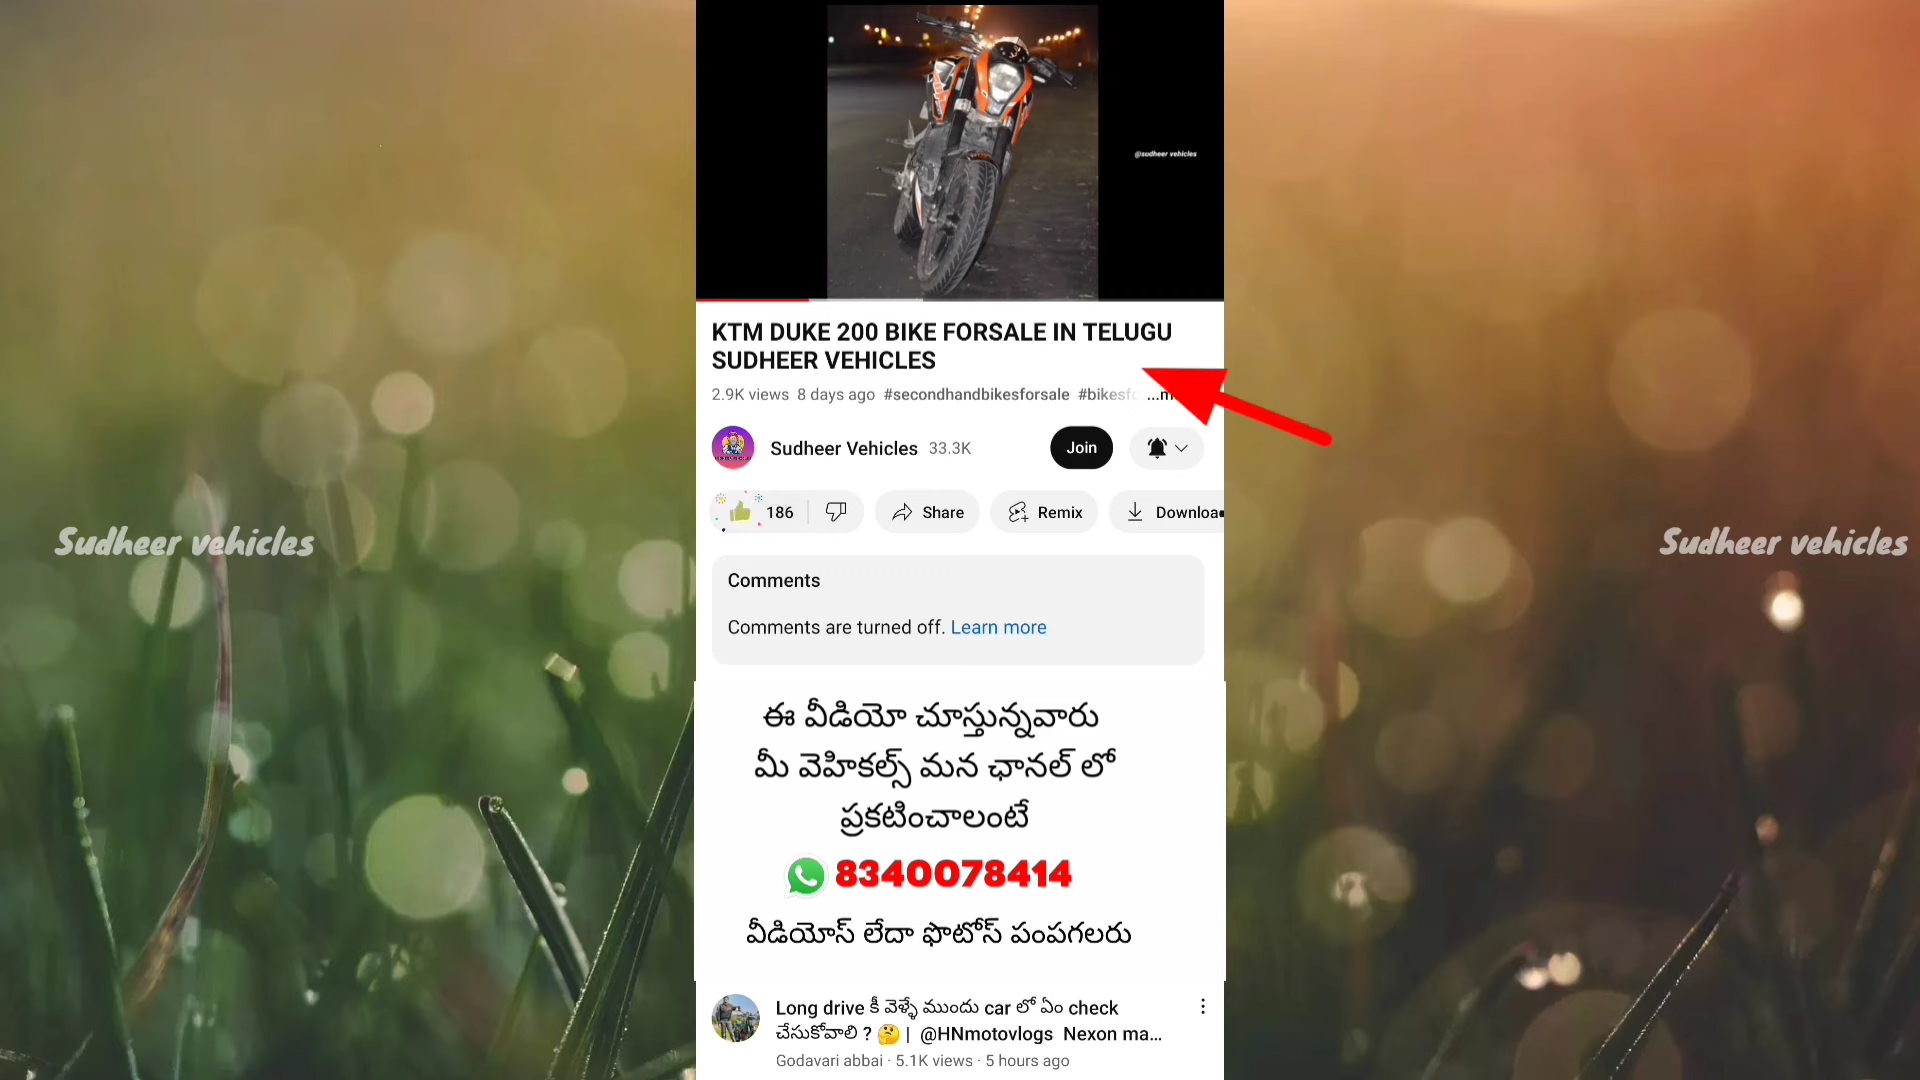 @sudheer vehicles
KTM DUKE 200 BIKE FORSALE IN TELUGU
SUDHEER VEHICLES
2.9K views 8 days ago #secondhandbikesforsale #bikesfo ...m
Sudheer Vehicles 33.3K Join
186 Share Remix Downloa
Sudheer vehicles
Sudheer vehicles
Comments
Comments are turned off. Learn more
ఈ వీడియో చూస్తున్నవారు
మీ వెహికల్స్ మన ఛానల్ లో
ప్రకటించాలంటే
8340078414
వీడియోస్ లేదా ఫొటోస్ పంపగలరు
Long drive కీ వెళ్ళే ముందు car లో ఏం check
చేసుకోవాలి ? 🤔 | @HNmotovlogs Nexon ma...
Godavari abbai · 5.1K views · 5 hours ago